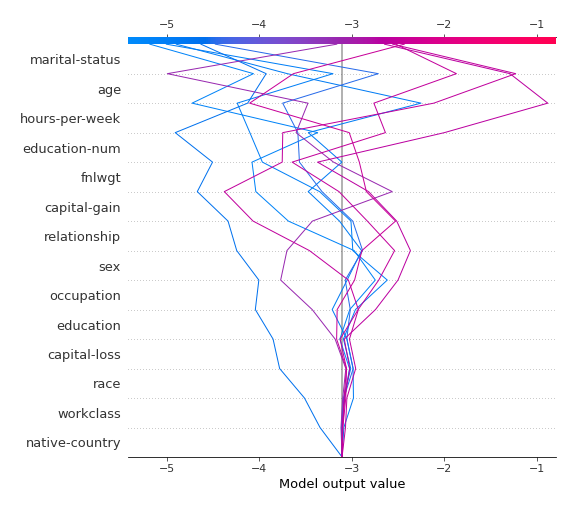 −5 −4 −3 −2 −1
marital-status
age
hours-per-week
education-num
fnlwgt
capital-gain
relationship
sex
occupation
education
capital-loss
race
workclass
native-country
−5 −4 −3 −2 −1
Model output value